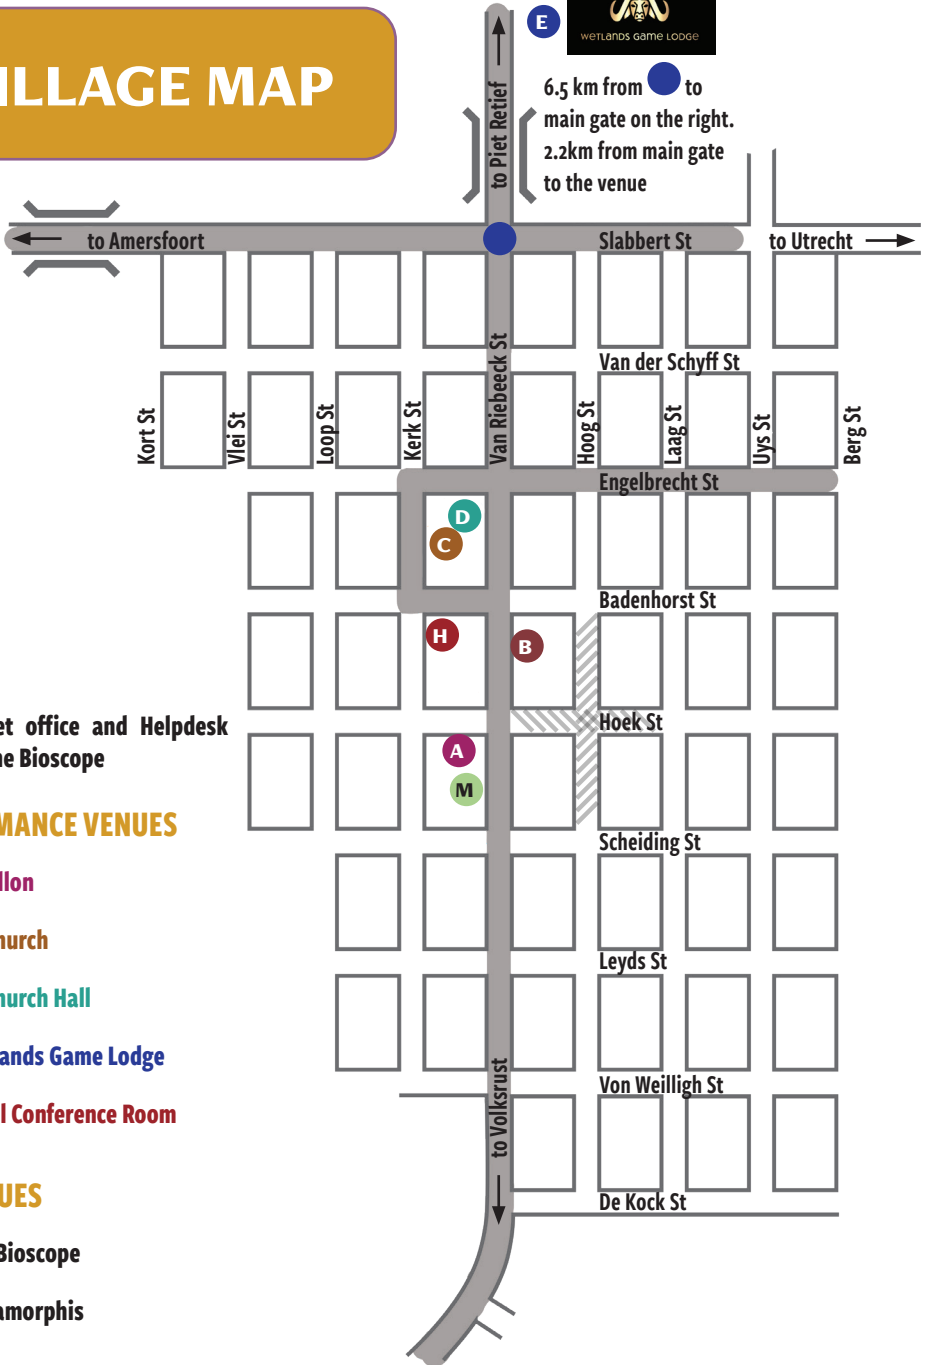 ILLAGE MAP
E
WETLANDS GAME LODGE
6.5 km from to
main gate on the right.
2.2km from main gate
to the venue
to Piet Retief
to Amersfoort
Slabbert St
to Utrecht
Van der Schyff St
Kort St
Vlei St
Loop St
Kerk St
Van Riebeeck St
Hoog St
Laag St
Uys St
Berg St
Engelbrecht St
D
C
Badenhorst St
H
B
Hoek St
A
M
Scheiding St
Leyds St
Von Weilligh St
to Volksrust
De Kock St
et office and Helpdesk
ne Bioscope
MANCE VENUES
llon
hurch
hurch Hall
ands Game Lodge
l Conference Room
UES
Bioscope
amorphis